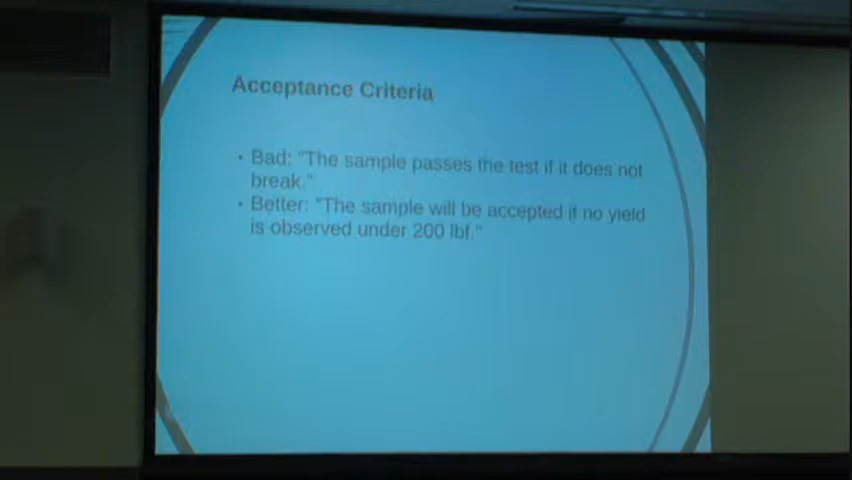 Acceptance Criteria
• Bad: "The sample passes the test if it does not
break."
• Better: "The sample will be accepted if no yield
is observed under 200 lbf."